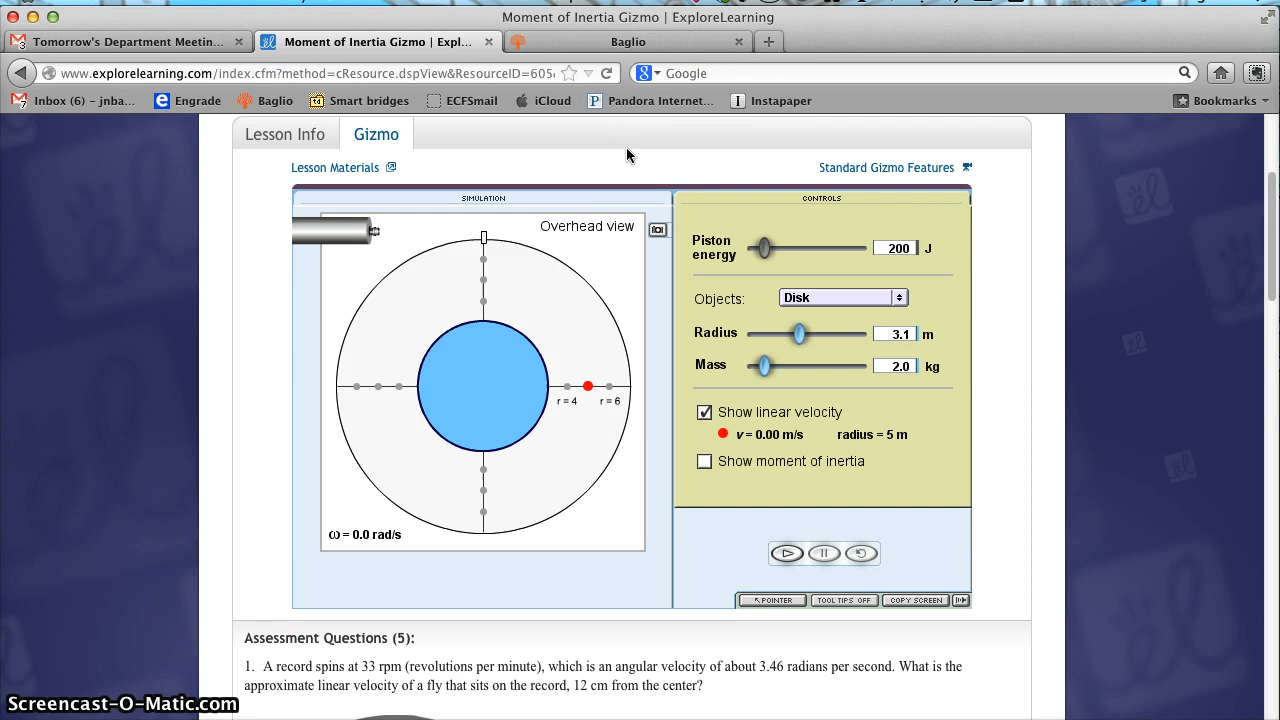 Moment of Inertia Gizmo | ExploreLearning
Tomorrow's Department Meetin... Moment of Inertia Gizmo | Expl... Baglio
www.explorelearning.com/index.cfm?method=cResource.dspView&ResourceID=605 Google
Inbox (6) – jnba... Engrade Baglio Smart bridges ECFSmail iCloud Pandora Internet... Instapaper Bookmarks
Lesson Info Gizmo
Lesson Materials Standard Gizmo Features
SIMULATION CONTROLS
Overhead view
Piston energy 200 J
Objects: Disk
Radius 3.1 m
Mass 2.0 kg
r = 4 r = 6
Show linear velocity
v = 0.00 m/s radius = 5 m
Show moment of inertia
ω = 0.0 rad/s
POINTER TOOL TIPS OFF COPY SCREEN
Assessment Questions (5):
1. A record spins at 33 rpm (revolutions per minute), which is an angular velocity of about 3.46 radians per second. What is the
approximate linear velocity of a fly that sits on the record, 12 cm from the center?
Screencast-O-Matic.com